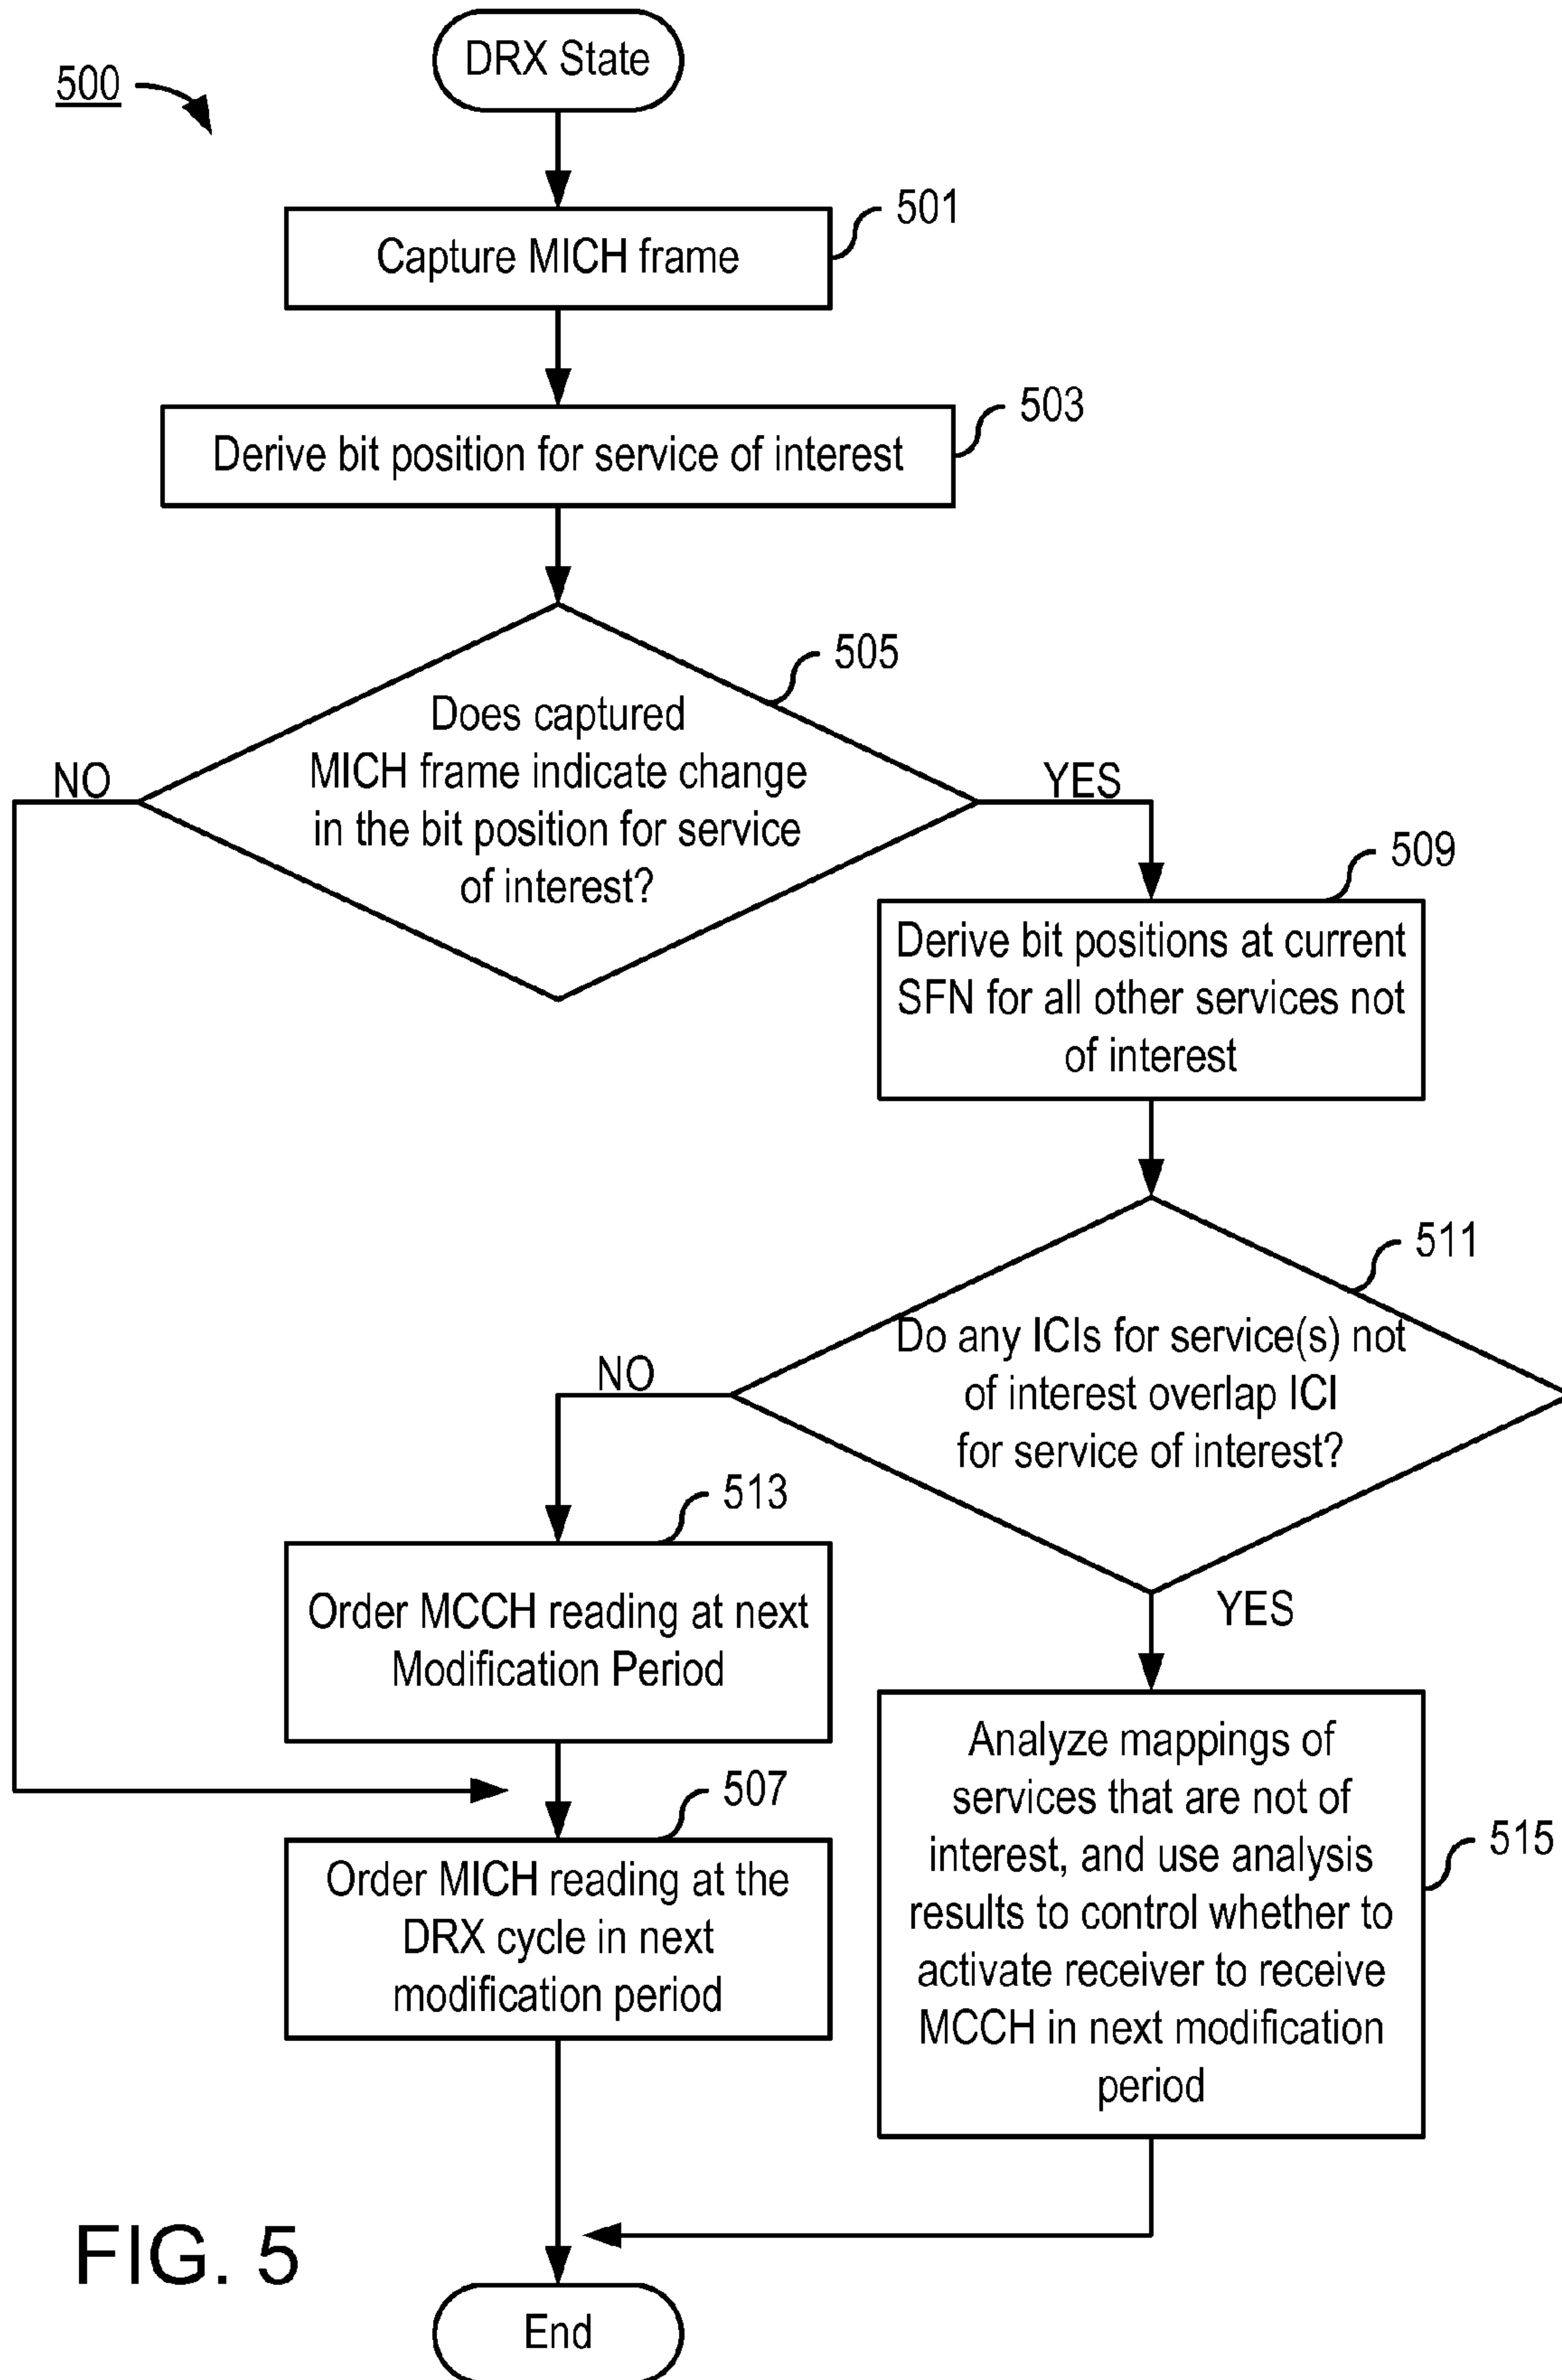 DRX State
500
501
Capture MICH frame
503
Derive bit position for service of interest
505
Does captured
MICH frame indicate change
in the bit position for service
of interest?
NO
YES
509
Derive bit positions at current
SFN for all other services not
of interest
511
Do any ICIs for service(s) not
of interest overlap ICI
for service of interest?
NO
YES
513
Order MCCH reading at next
Modification Period
507
Order MICH reading at the
DRX cycle in next
modification period
Analyze mappings of
services that are not of
interest, and use analysis
results to control whether to
activate receiver to receive
MCCH in next modification
period
515
FIG. 5
End